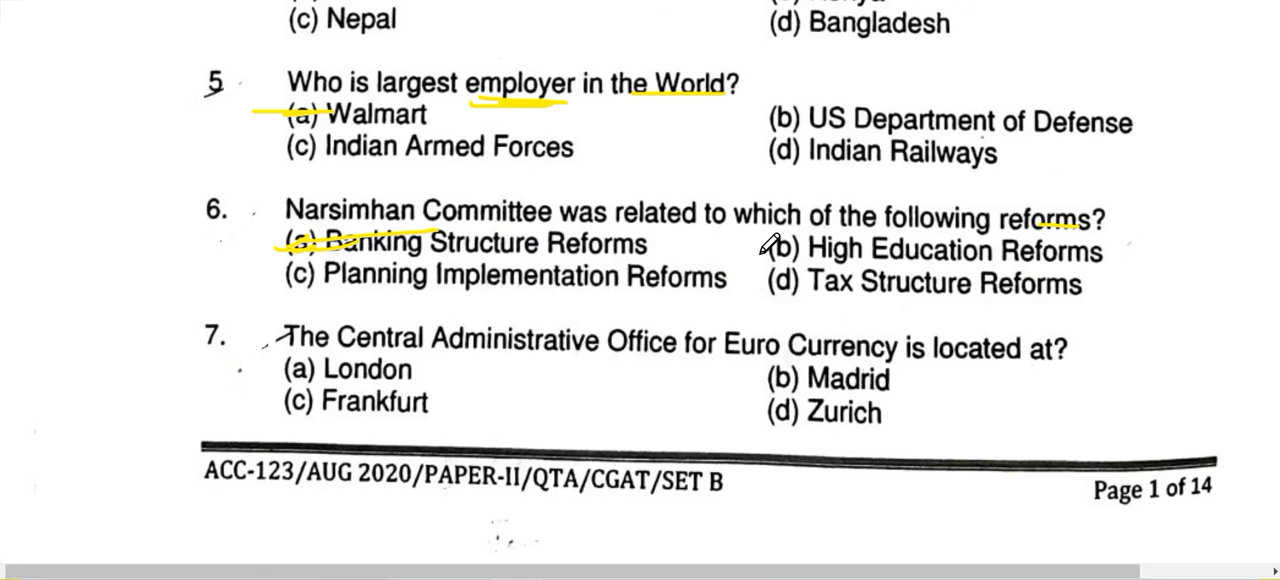 (c) Nepal
(d) Bangladesh
5 Who is largest employer in the World?
(a) Walmart (b) US Department of Defense
(c) Indian Armed Forces (d) Indian Railways
6. Narsimhan Committee was related to which of the following reforms?
(a) Banking Structure Reforms (b) High Education Reforms
(c) Planning Implementation Reforms (d) Tax Structure Reforms
7. The Central Administrative Office for Euro Currency is located at?
(a) London (b) Madrid
(c) Frankfurt (d) Zurich
ACC-123/AUG 2020/PAPER-II/QTA/CGAT/SET B
Page 1 of 14